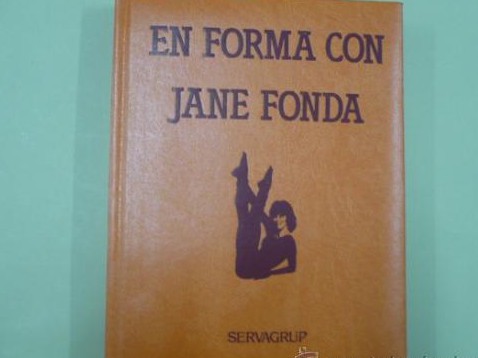 EN FORMA CON
JANE FONDA
SERVAGRUP